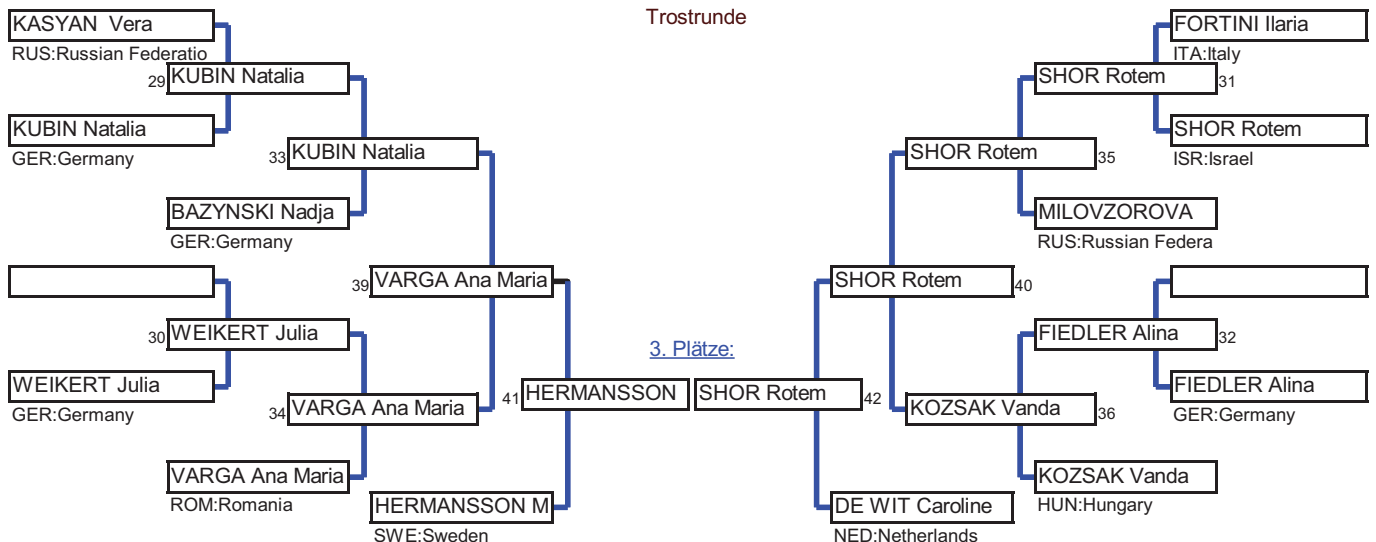 Trostrunde
KASYAN  Vera
RUS:Russian Federatio
29 KUBIN Natalia
KUBIN Natalia
GER:Germany
33 KUBIN Natalia
BAZYNSKI Nadja
GER:Germany
39 VARGA Ana Maria
30 WEIKERT Julia
WEIKERT Julia
GER:Germany
34 VARGA Ana Maria
VARGA Ana Maria
ROM:Romania
41 HERMANSSON
HERMANSSON M
SWE:Sweden
3. Plätze:
FORTINI Ilaria
ITA:Italy
SHOR Rotem 31
SHOR Rotem
ISR:Israel
SHOR Rotem 35
MILOVZOROVA
RUS:Russian Federa
SHOR Rotem 40
FIEDLER Alina 32
FIEDLER Alina
GER:Germany
SHOR Rotem 42
KOZSAK Vanda 36
KOZSAK Vanda
HUN:Hungary
DE WIT Caroline
NED:Netherlands